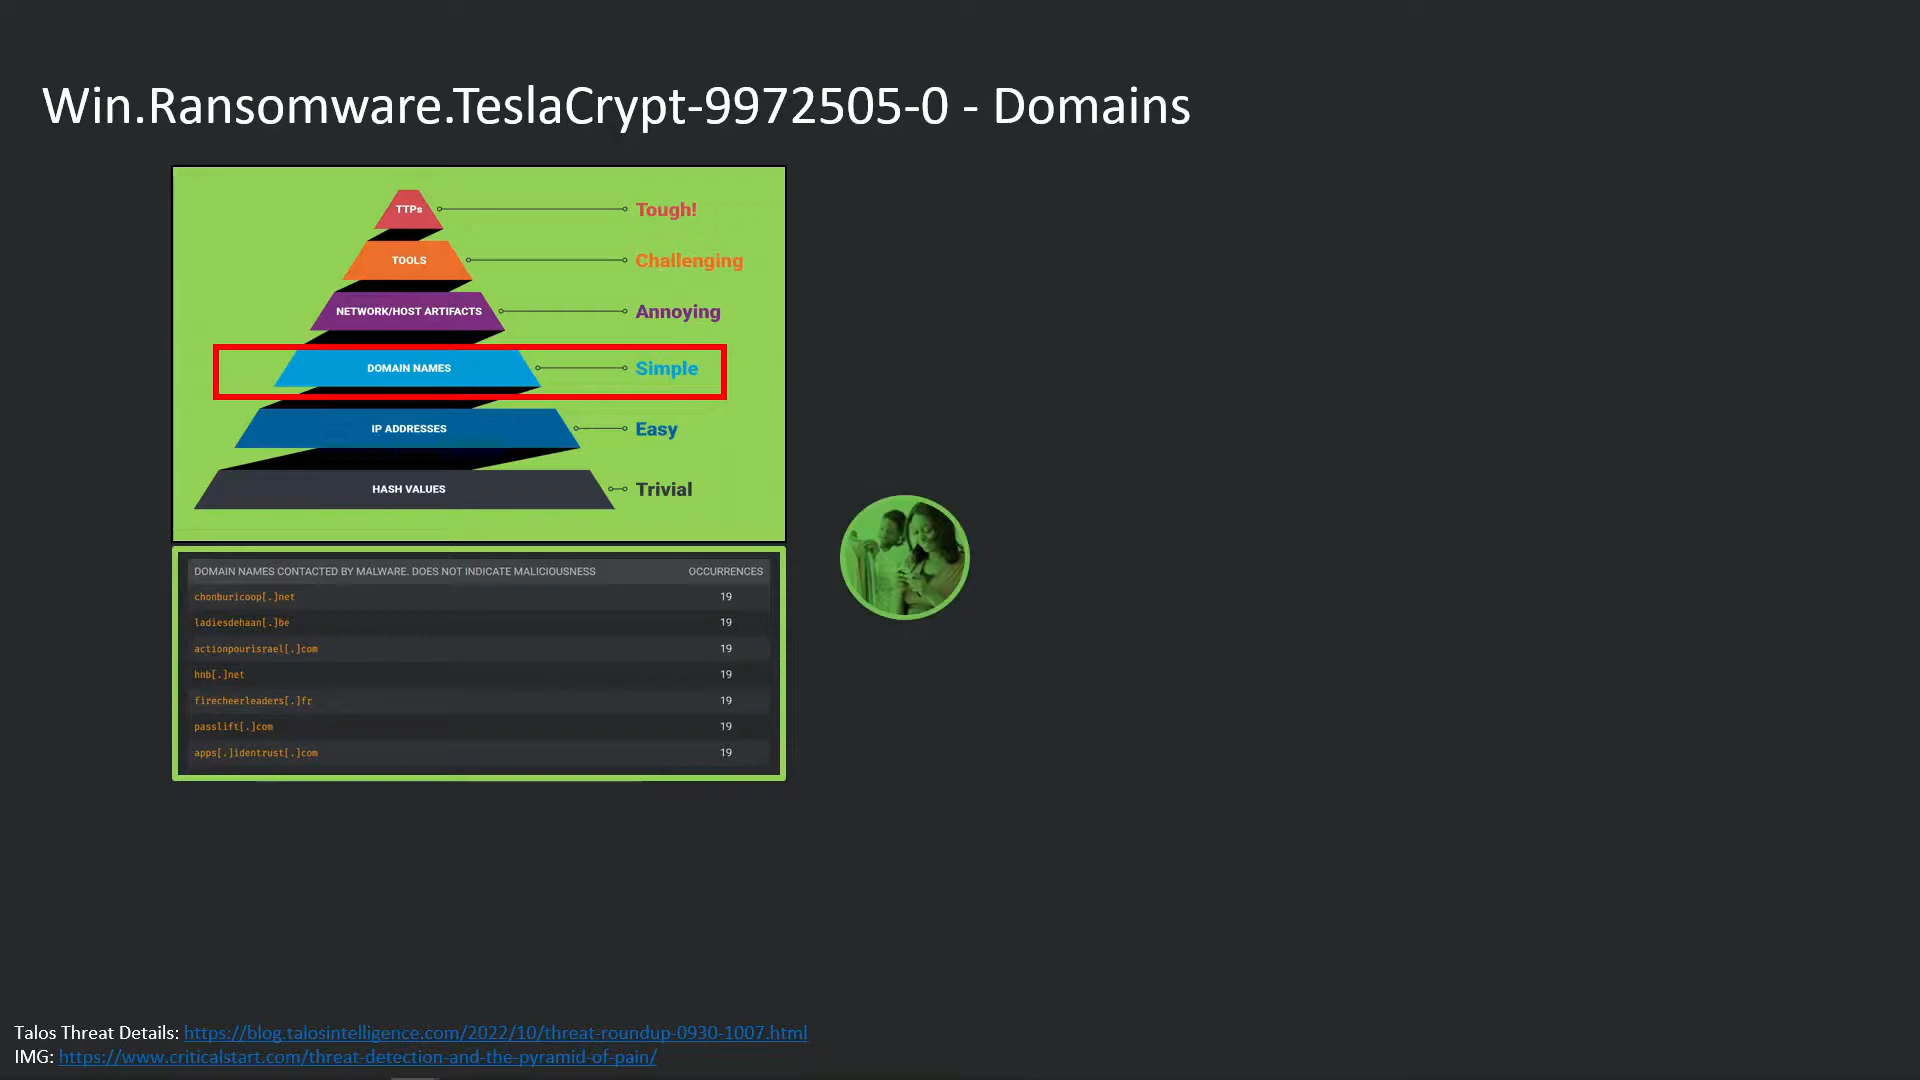 Win.Ransomware.TeslaCrypt-9972505-0 - Domains
TTPs Tough!
TOOLS Challenging
NETWORK/HOST ARTIFACTS Annoying
DOMAIN NAMES Simple
IP ADDRESSES Easy
HASH VALUES Trivial
DOMAIN NAMES CONTACTED BY MALWARE. DOES NOT INDICATE MALICIOUSNESS OCCURRENCES
chonburicoop[.]net 19
ladiesdehaan[.]be 19
actionpourisrael[.]com 19
hnb[.]net 19
firecheerleaders[.]fr 19
passlift[.]com 19
apps[.]identrust[.]com 19
Talos Threat Details: https://blog.talosintelligence.com/2022/10/threat-roundup-0930-1007.html
IMG: https://www.criticalstart.com/threat-detection-and-the-pyramid-of-pain/